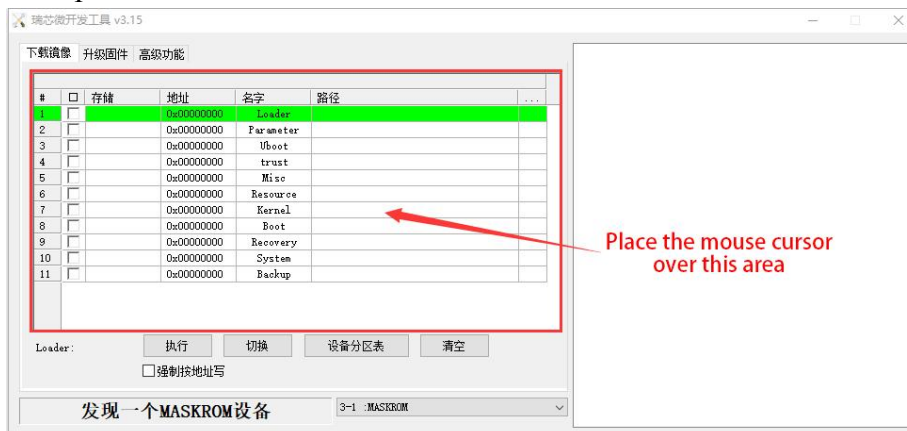 瑞芯微开发工具 v3.15
下载镜像 升级固件 高级功能
# 存储 地址 名字 路径 ...
1 0x00000000 Loader
2 0x00000000 Parameter
3 0x00000000 Uboot
4 0x00000000 trust
5 0x00000000 Misc
6 0x00000000 Resource
7 0x00000000 Kernel
8 0x00000000 Boot
9 0x00000000 Recovery
10 0x00000000 System
11 0x00000000 Backup
Place the mouse cursor
over this area
Loader: 执行 切换 设备分区表 清空
强制按地址写
发现一个MASKROM设备 3-1 :MASKROM